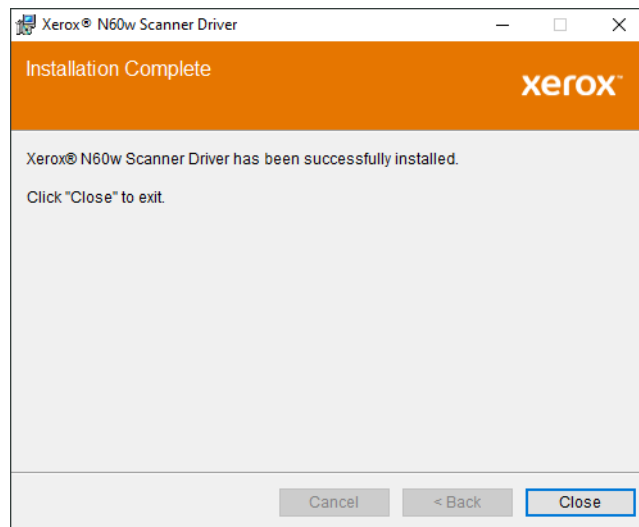 Xerox® N60w Scanner Driver
Installation Complete
xerox™
Xerox® N60w Scanner Driver has been successfully installed.
Click "Close" to exit.
Cancel
< Back
Close